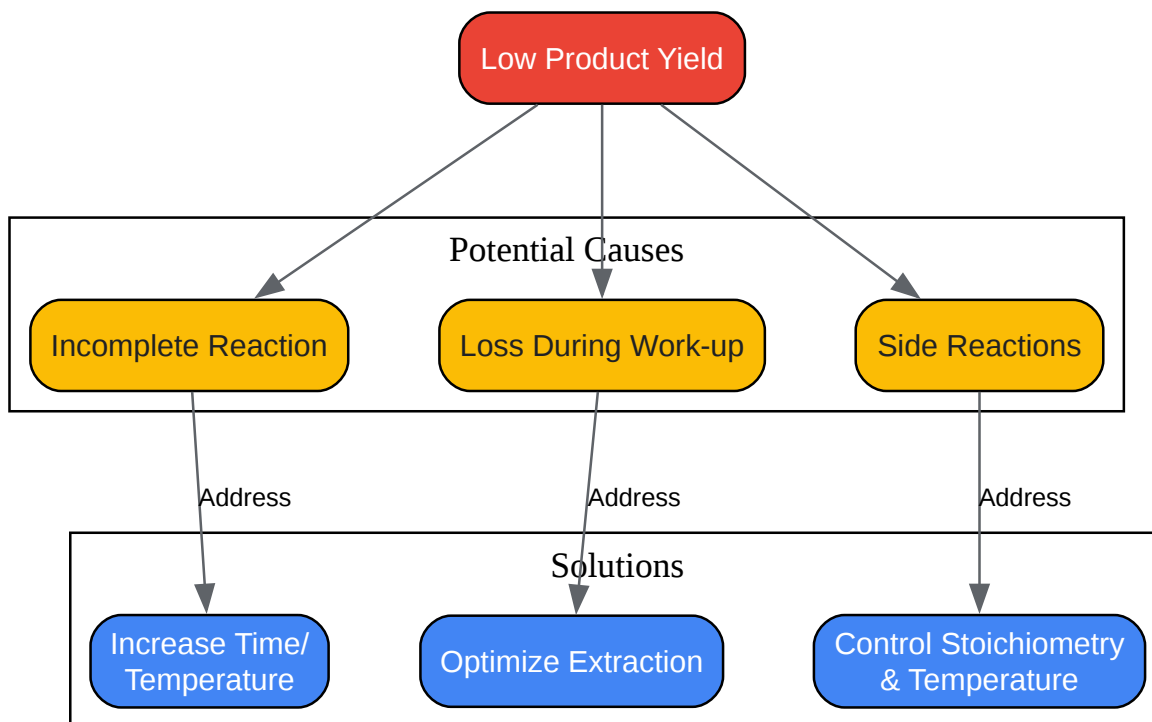 Low Product Yield
Potential Causes
Incomplete Reaction
Loss During Work-up
Side Reactions
Address
Address
Address
Solutions
Increase Time/
Temperature
Optimize Extraction
Control Stoichiometry
& Temperature